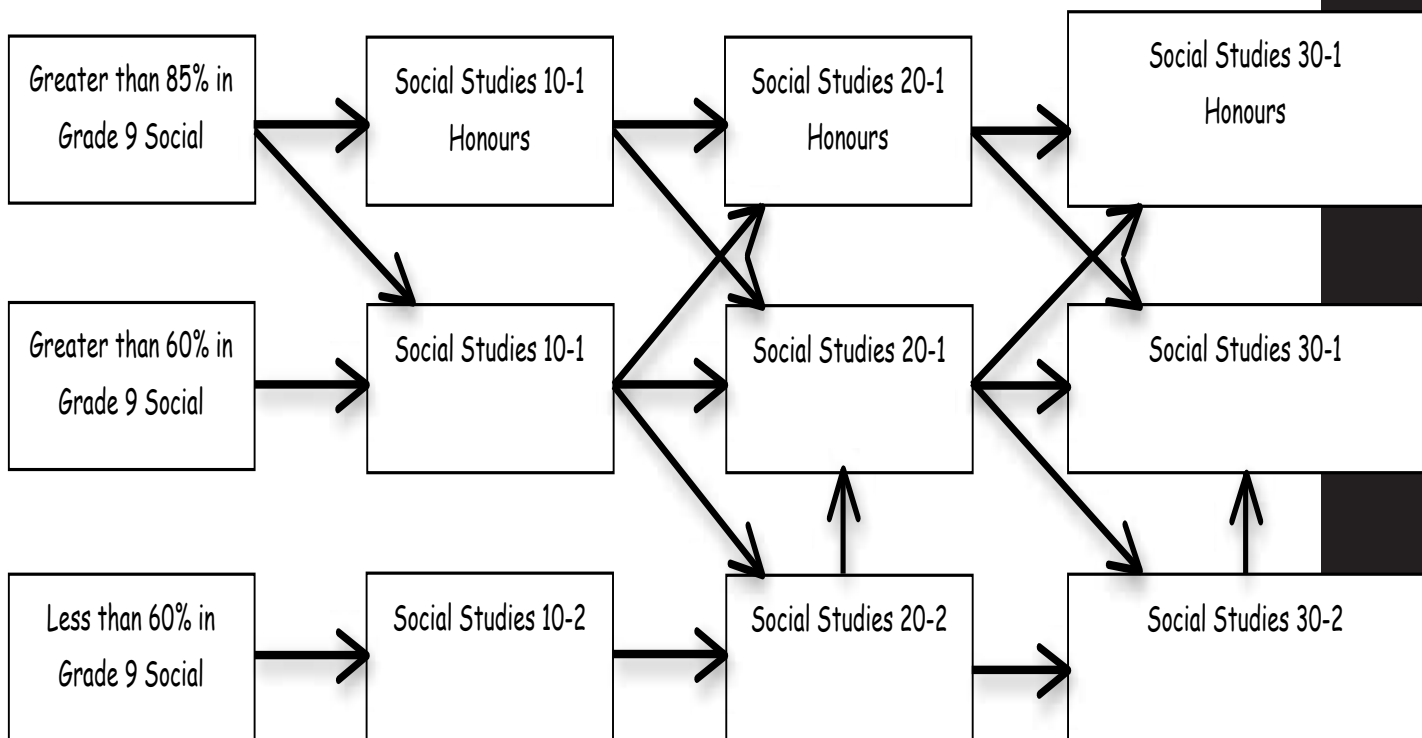 Greater than 85% in
Grade 9 Social
Social Studies 10-1
Honours
Social Studies 20-1
Honours
Social Studies 30-1
Honours
Greater than 60% in
Grade 9 Social
Social Studies 10-1
Social Studies 20-1
Social Studies 30-1
Less than 60% in
Grade 9 Social
Social Studies 10-2
Social Studies 20-2
Social Studies 30-2